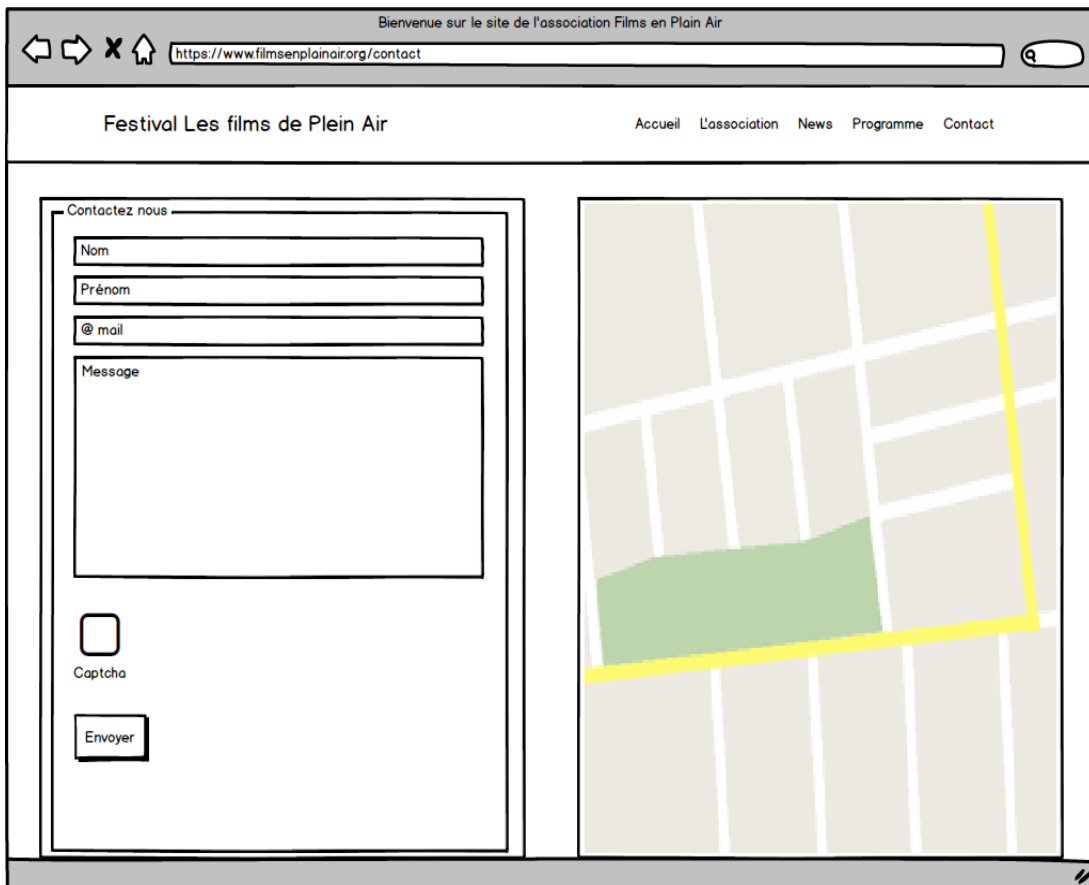 Bienvenue sur le site de l'association Films en Plain Air
https://www.filmsenplainair.org/contact
Festival Les films de Plein Air
Accueil L'association News Programme Contact
Contactez nous
Nom
Prénom
@ mail
Message
Captcha
Envoyer